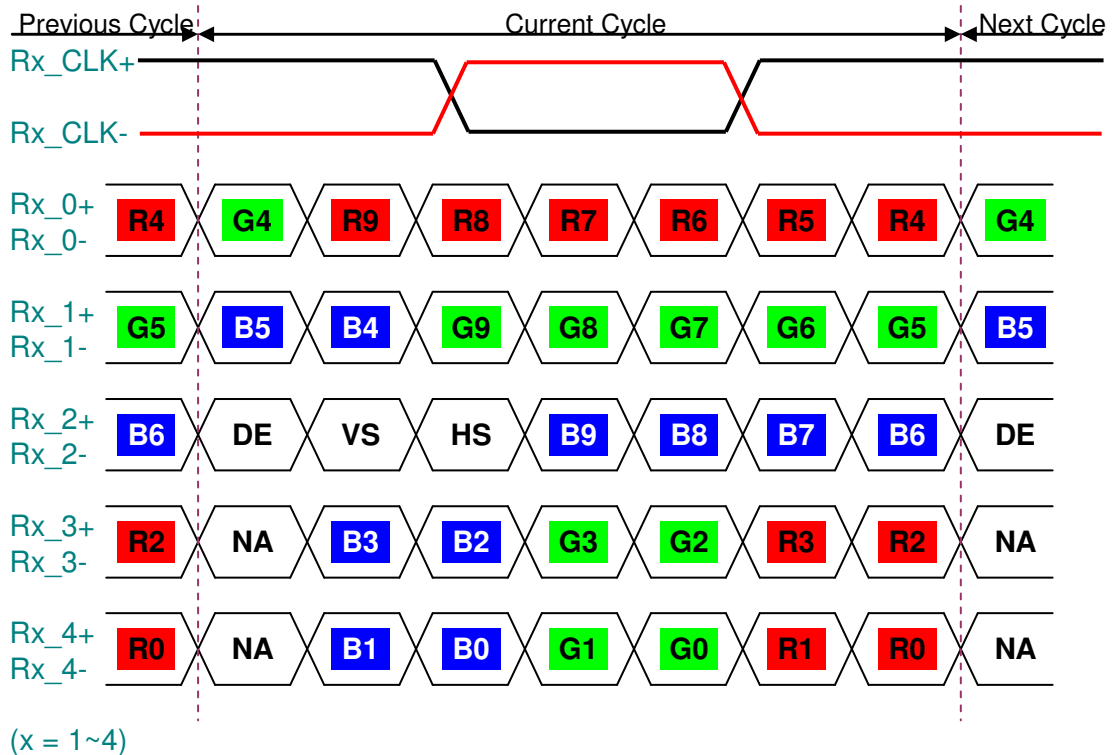 Previous Cycle Current Cycle Next Cycle
Rx_CLK+
Rx_CLK-
Rx_0+
Rx_0-
R4 G4 R9 R8 R7 R6 R5 R4 G4
Rx_1+
Rx_1-
G5 B5 B4 G9 G8 G7 G6 G5 B5
Rx_2+
Rx_2-
B6 DE VS HS B9 B8 B7 B6 DE
Rx_3+
Rx_3-
R2 NA B3 B2 G3 G2 R3 R2 NA
Rx_4+
Rx_4-
R0 NA B1 B0 G1 G0 R1 R0 NA
(x = 1~4)